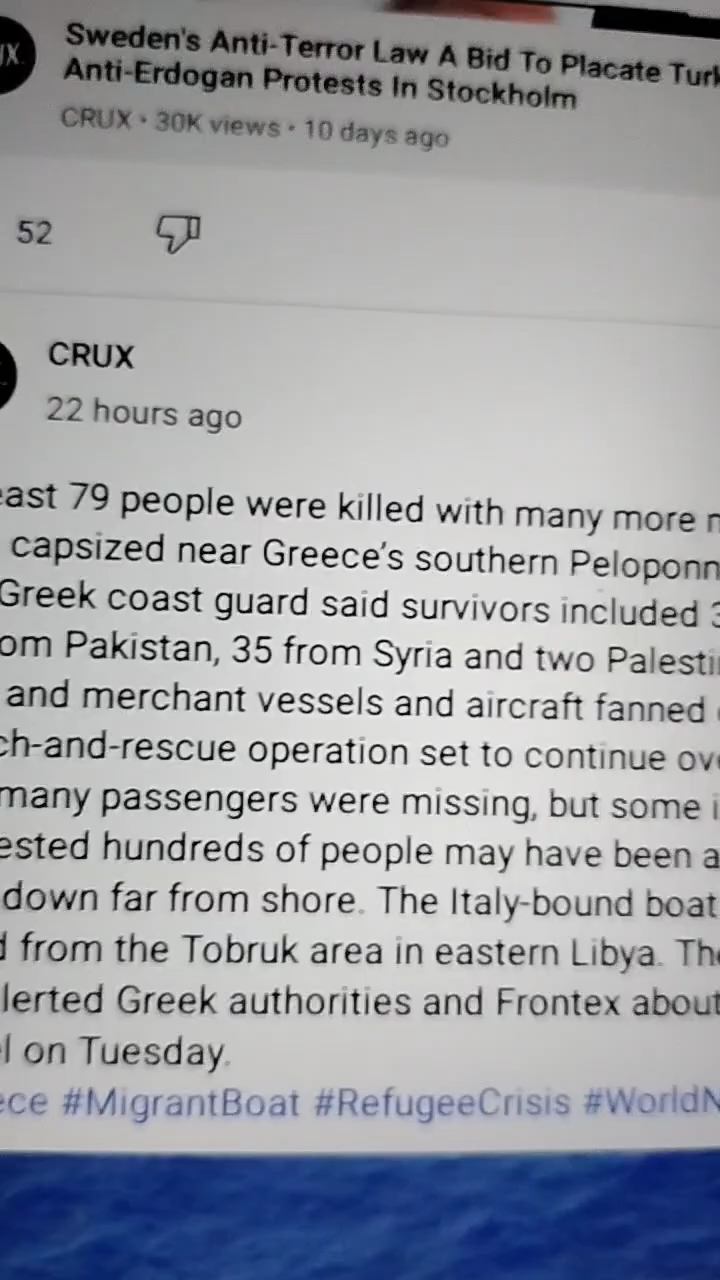 Sweden's Anti-Terror Law A Bid To Placate Turk
Anti-Erdogan Protests In Stockholm
CRUX • 30K views • 10 days ago
52
CRUX
22 hours ago
east 79 people were killed with many more
capsized near Greece's southern Peloponn
Greek coast guard said survivors included 3
om Pakistan, 35 from Syria and two Palesti
and merchant vessels and aircraft fanned
ch-and-rescue operation set to continue ov
many passengers were missing, but some i
ested hundreds of people may have been a
down far from shore. The Italy-bound boat
d from the Tobruk area in eastern Libya. The
lerted Greek authorities and Frontex about
l on Tuesday.
ece #MigrantBoat #RefugeeCrisis #WorldN